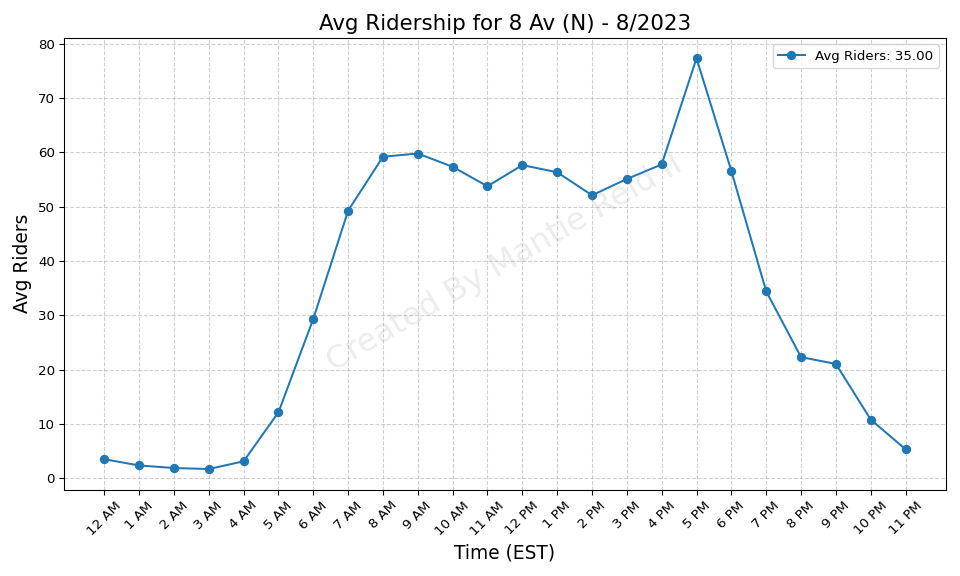 Avg Ridership for 8 Av (N) - 8/2023
Avg Riders: 35.00
80
70
60
50
40
30
20
10
0
Avg Riders
Created By Mantie Reid II
12 AM
1 AM
2 AM
3 AM
4 AM
5 AM
6 AM
7 AM
8 AM
9 AM
10 AM
11 AM
12 PM
1 PM
2 PM
3 PM
4 PM
5 PM
6 PM
7 PM
8 PM
9 PM
10 PM
11 PM
Time (EST)